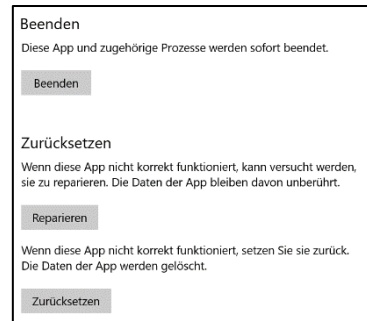 Beenden
Diese App und zugehörige Prozesse werden sofort beendet.
Beenden
Zurücksetzen
Wenn diese App nicht korrekt funktioniert, kann versucht werden,
sie zu reparieren. Die Daten der App bleiben davon unberührt.
Reparieren
Wenn diese App nicht korrekt funktioniert, setzen Sie sie zurück.
Die Daten der App werden gelöscht.
Zurücksetzen